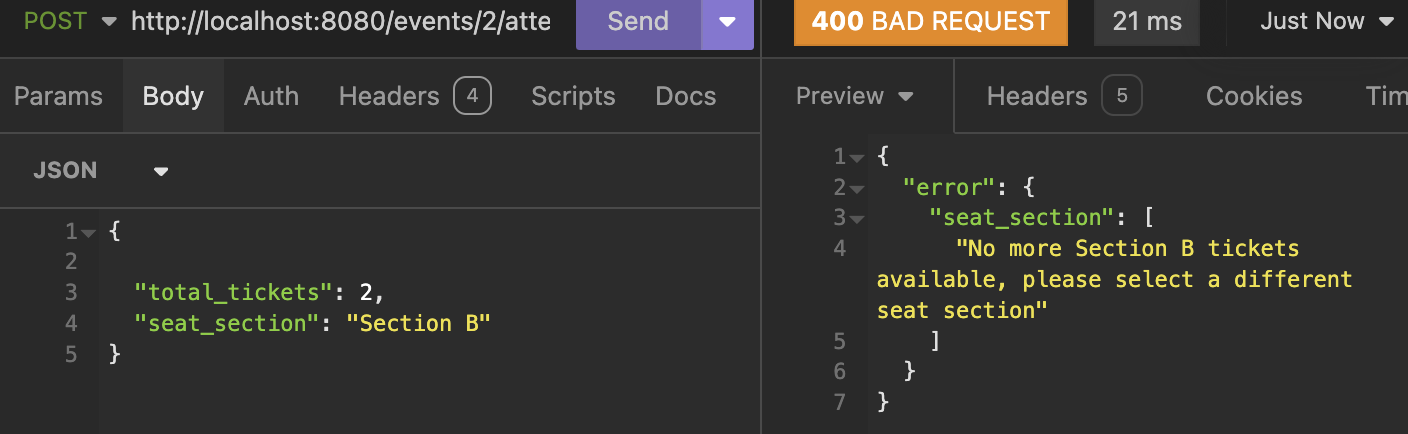 POST http://localhost:8080/events/2/atte Send
400 BAD REQUEST 21 ms Just Now
Params Body Auth Headers 4 Scripts Docs
Preview Headers 5 Cookies Tim
JSON
1 {
2
3 "total_tickets": 2,
4 "seat_section": "Section B"
5 }
1 {
2 "error": {
3 "seat_section": [
4 "No more Section B tickets
available, please select a different
seat section"
5 ]
6 }
7 }